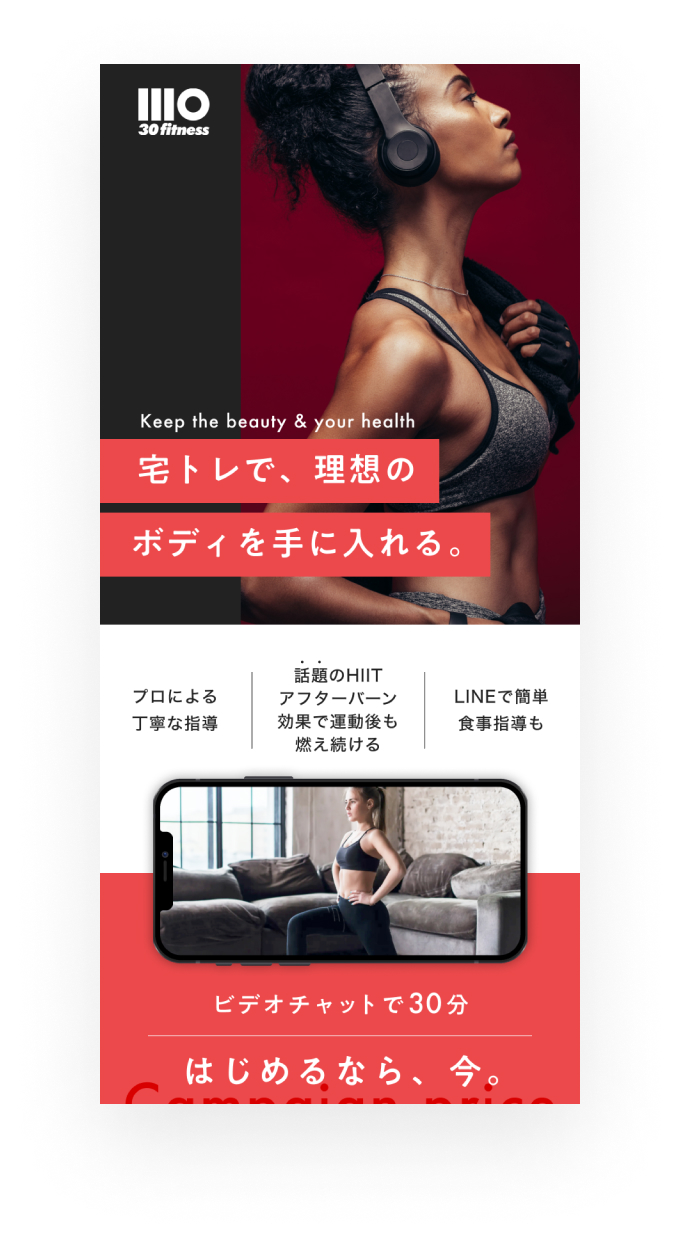 30 fitness
Keep the beauty & your health
宅トレで、理想の
ボディを手に入れる。
プロによる
丁寧な指導
話題のHIIT
アフターバーン
効果で運動後も
燃え続ける
LINEで簡単
食事指導も
ビデオチャットで30分
はじめるなら、今。
Campaign price